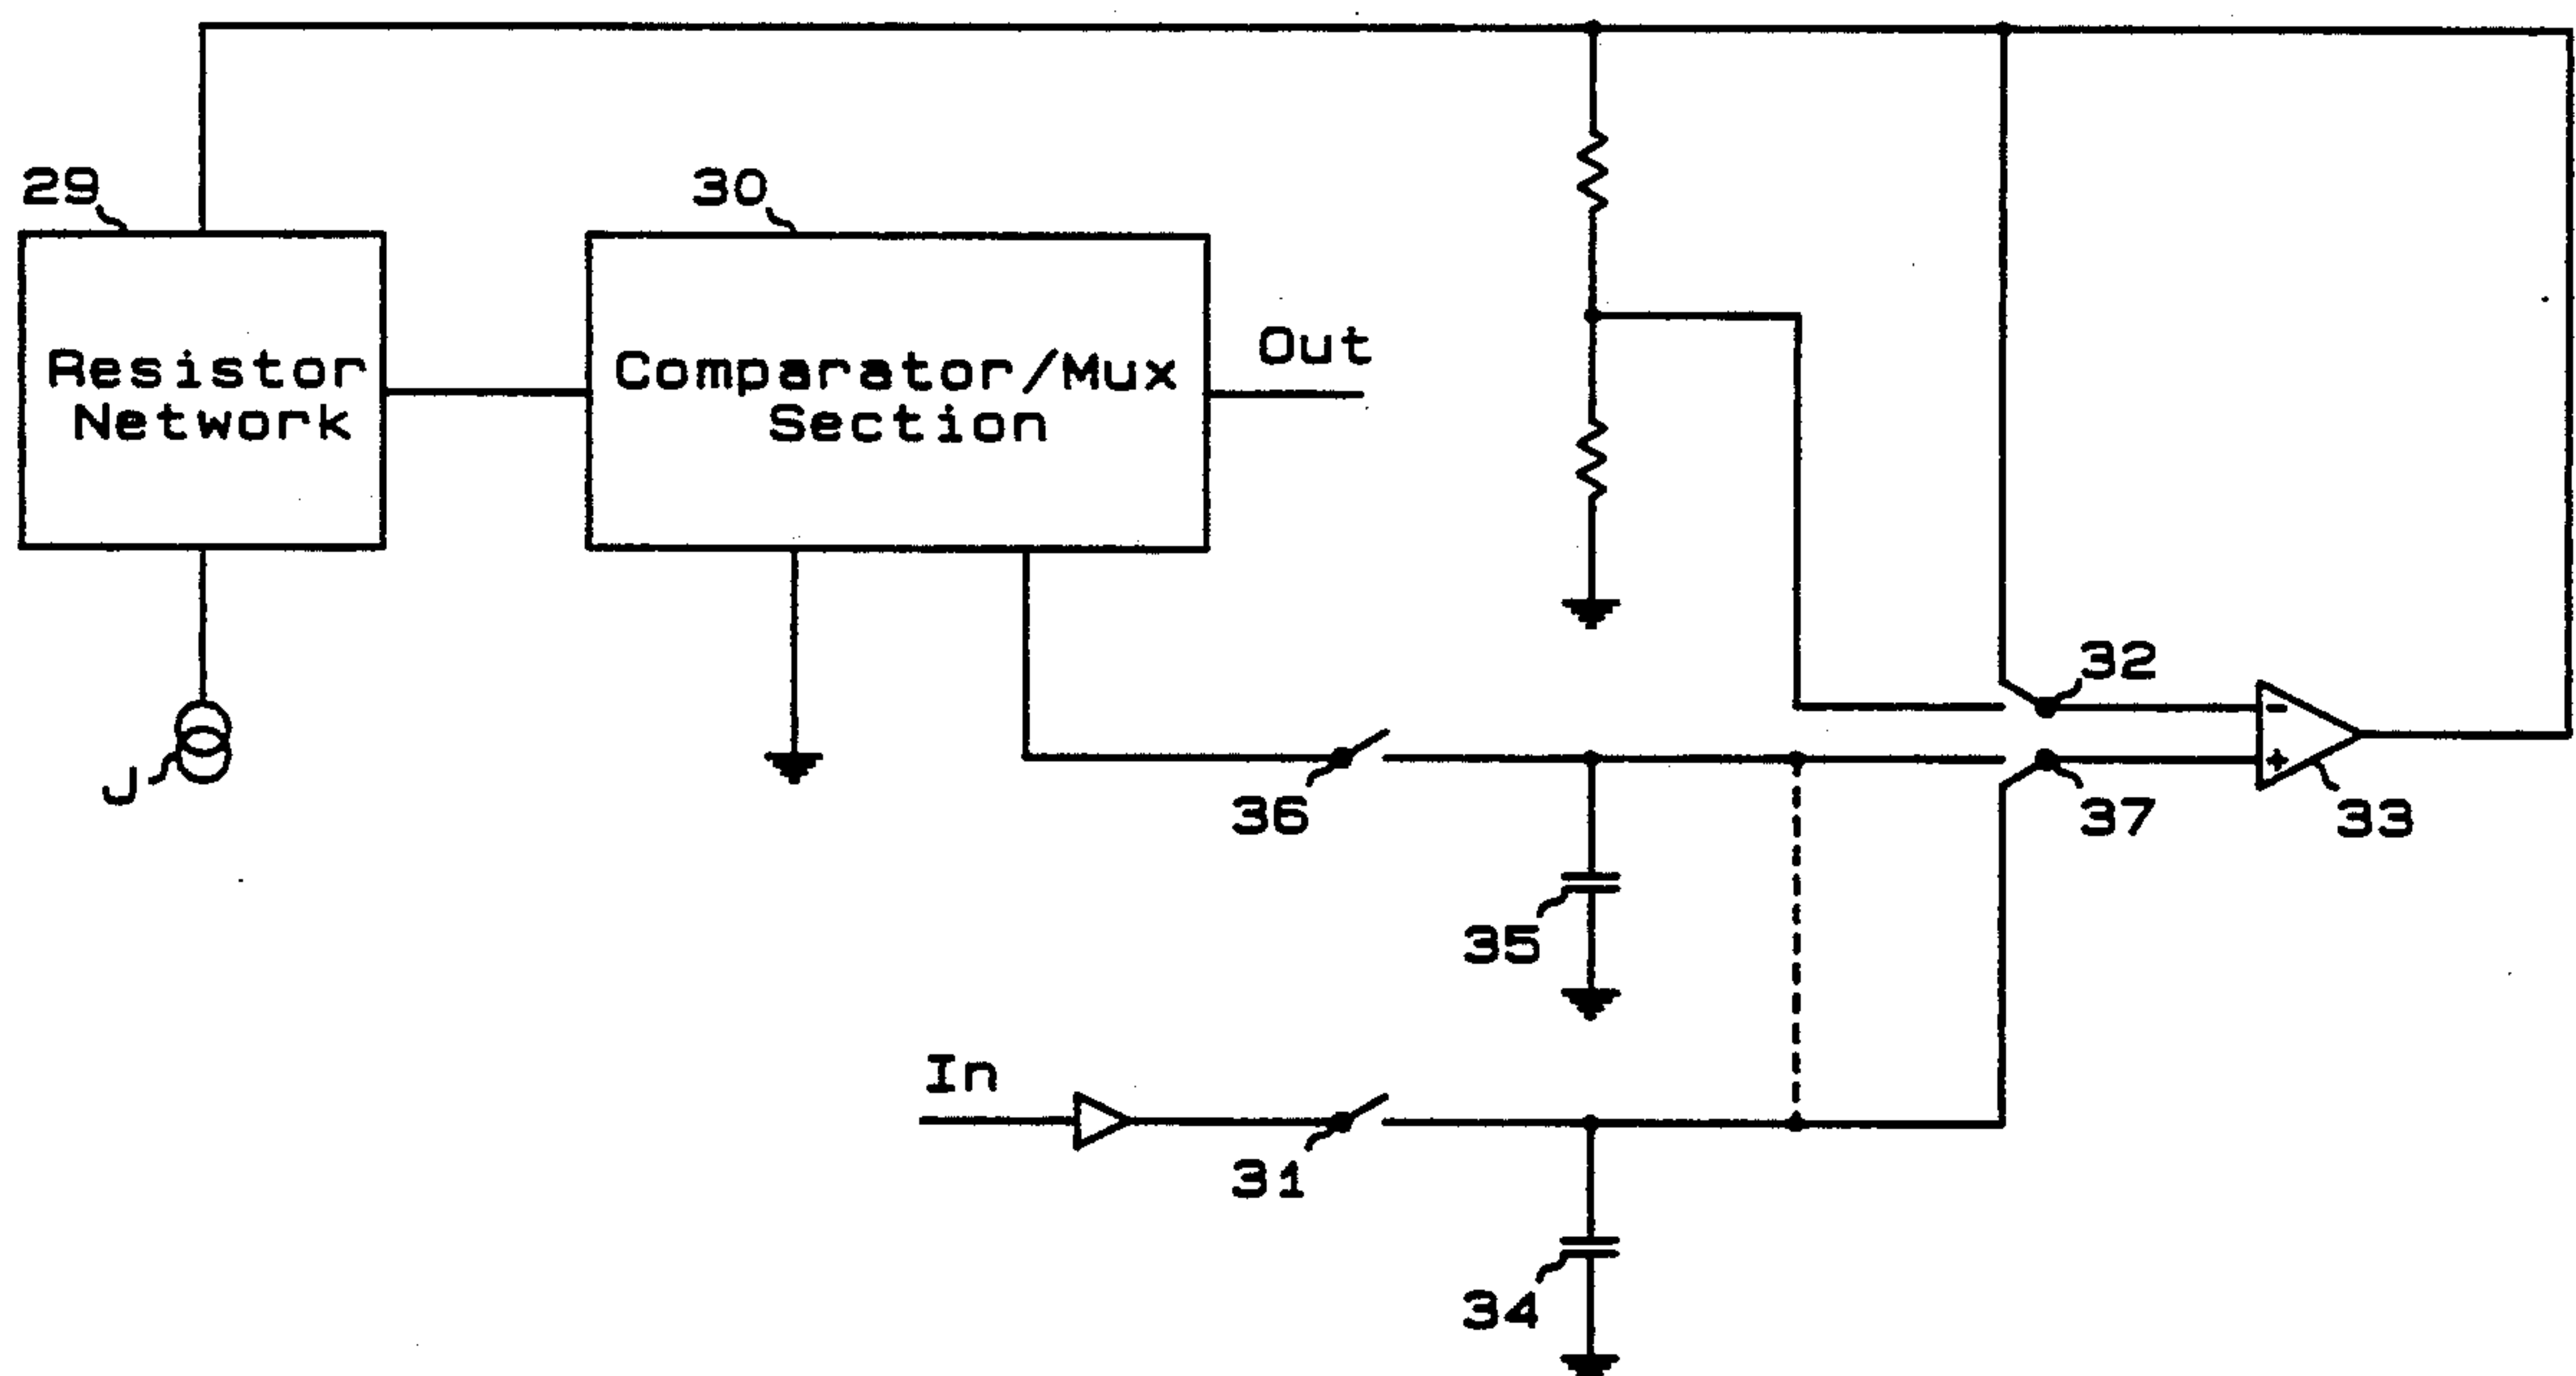 29
30
Resistor
Network
Comparator/Mux
Section
Out
J
32
-
+
36
37
33
35
In
31
34